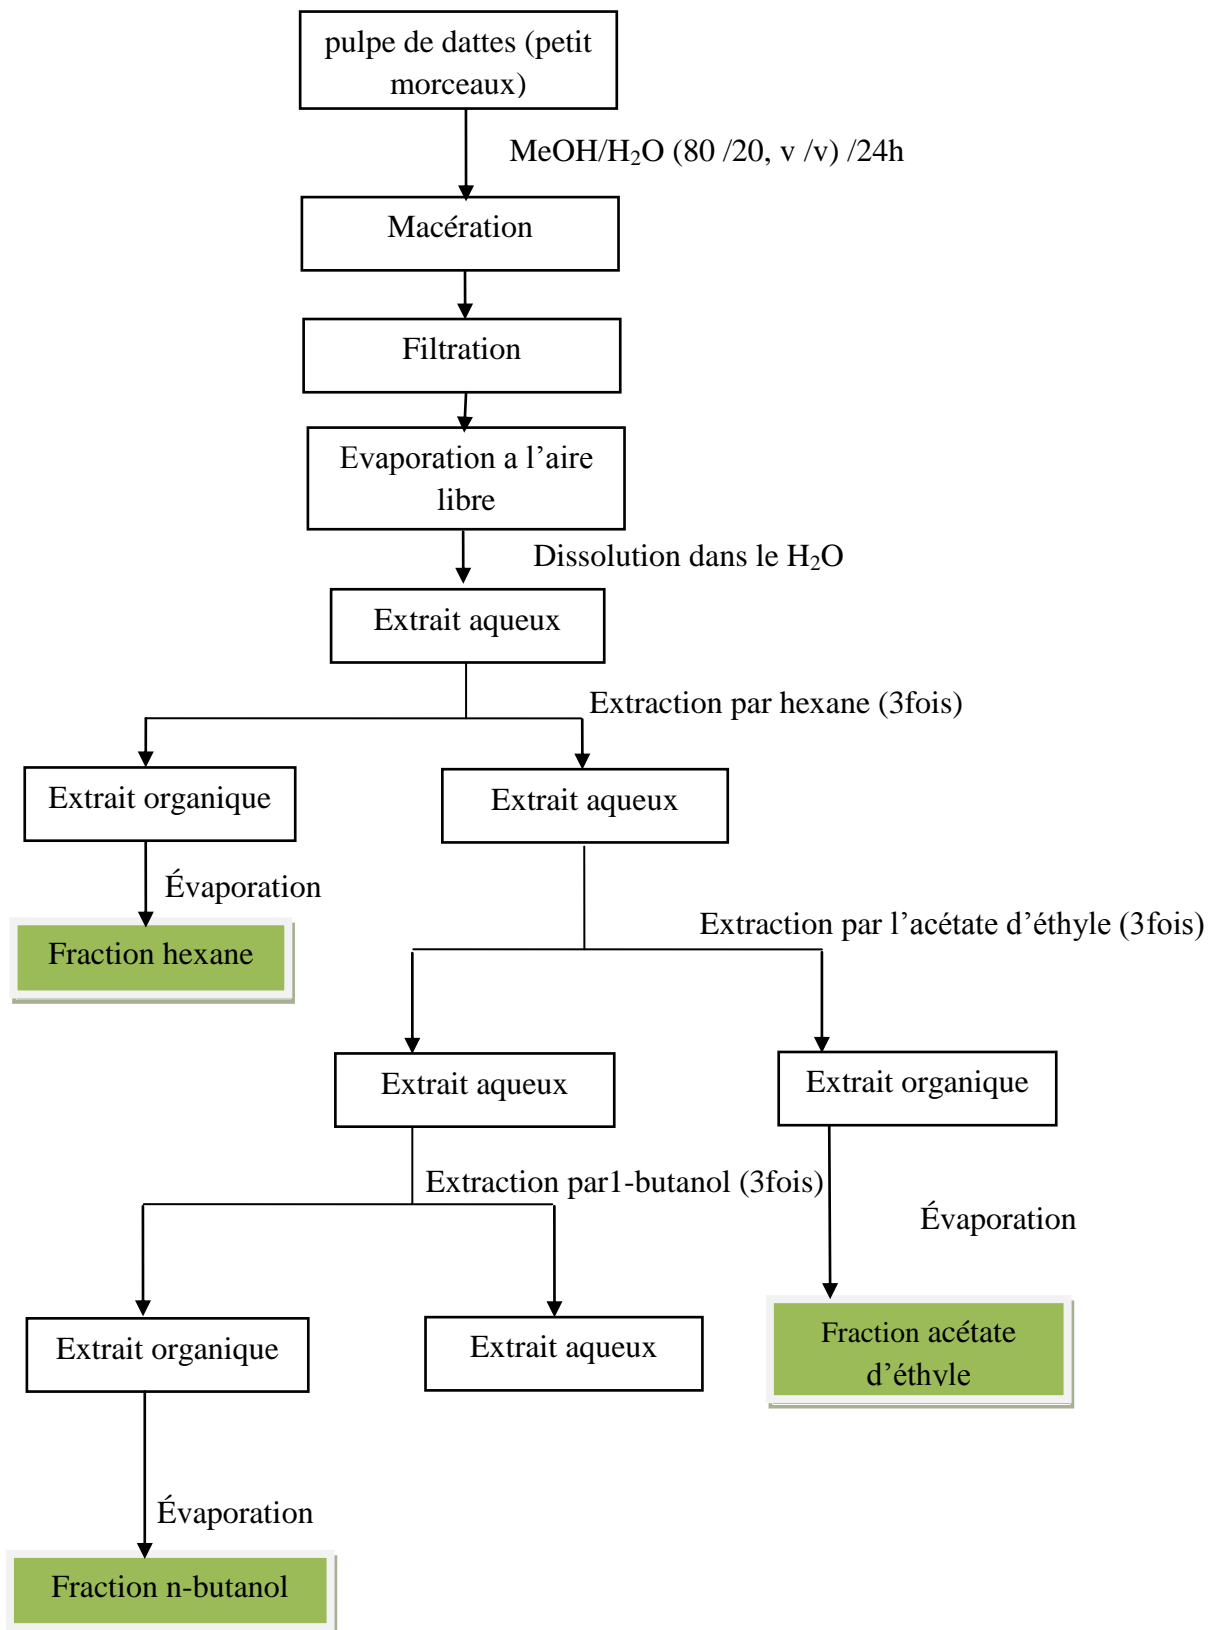 pulpe de dattes (petit
morceaux)
MeOH/H₂O (80 /20, v /v) /24h
Macération
Filtration
Evaporation a l’aire
libre
Dissolution dans le H₂O
Extrait aqueux
Extraction par hexane (3fois)
Extrait organique
Extrait aqueux
Évaporation
Extraction par l’acétate d’éthyle (3fois)
Fraction hexane
Extrait aqueux
Extrait organique
Extraction par1-butanol (3fois)
Évaporation
Extrait organique
Extrait aqueux
Fraction acétate
d’éthyle
Évaporation
Fraction n-butanol